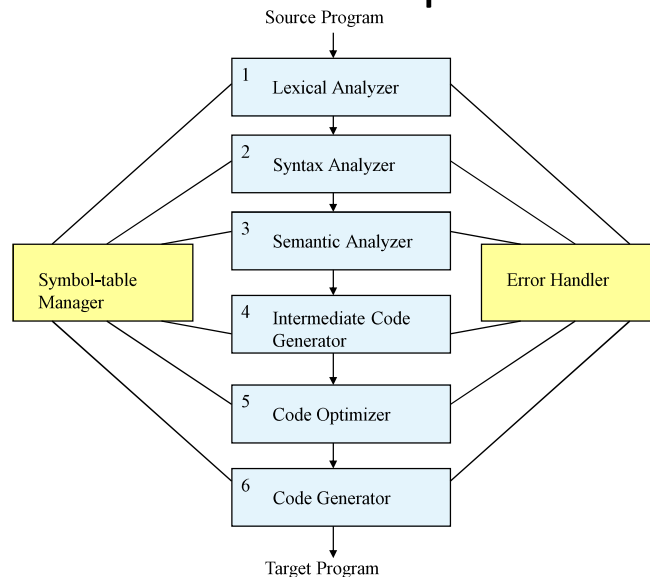 Source Program
1
Lexical Analyzer
2
Syntax Analyzer
3
Semantic Analyzer
Symbol-table
Manager
Error Handler
4
Intermediate Code
Generator
5
Code Optimizer
6
Code Generator
Target Program